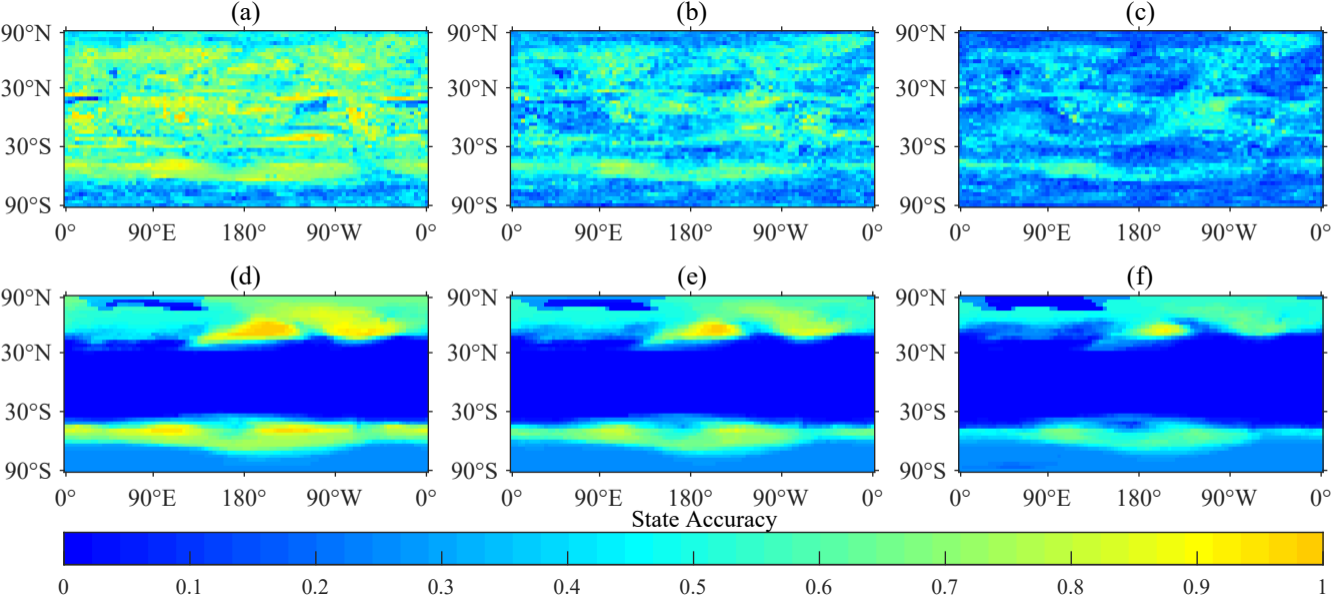 (a) (b) (c)
90°N 90°N 90°N
30°N 30°N 30°N
30°S 30°S 30°S
90°S 90°S 90°S
0° 90°E 180° 90°W 0° 0° 90°E 180° 90°W 0° 0° 90°E 180° 90°W 0°
(d) (e) (f)
90°N 90°N 90°N
30°N 30°N 30°N
30°S 30°S 30°S
90°S 90°S 90°S
0° 90°E 180° 90°W 0° 0° 90°E 180° 90°W 0° 0° 90°E 180° 90°W 0°
State Accuracy
0 0.1 0.2 0.3 0.4 0.5 0.6 0.7 0.8 0.9 1